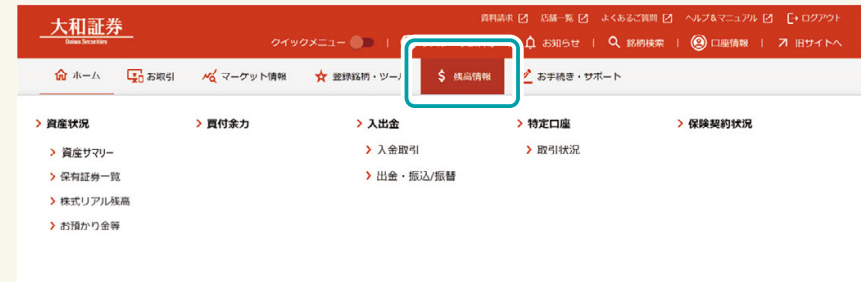 資料請求 店舗一覧 よくあるご質問 ヘルプ&マニュアル ログアウト
大和証券
Daiwa Securities
クイックメニュー お知らせ 銘柄検索 口座情報 旧サイトへ
ホーム お取引 マーケット情報 登録銘柄・ツール $ 残高情報 お手続き・サポート
資産状況 買付余力 入出金 特定口座 保険契約状況
資産サマリー 入金取引 取引状況
保有証券一覧 出金・振込/振替
株式リアル残高
お預かり金等